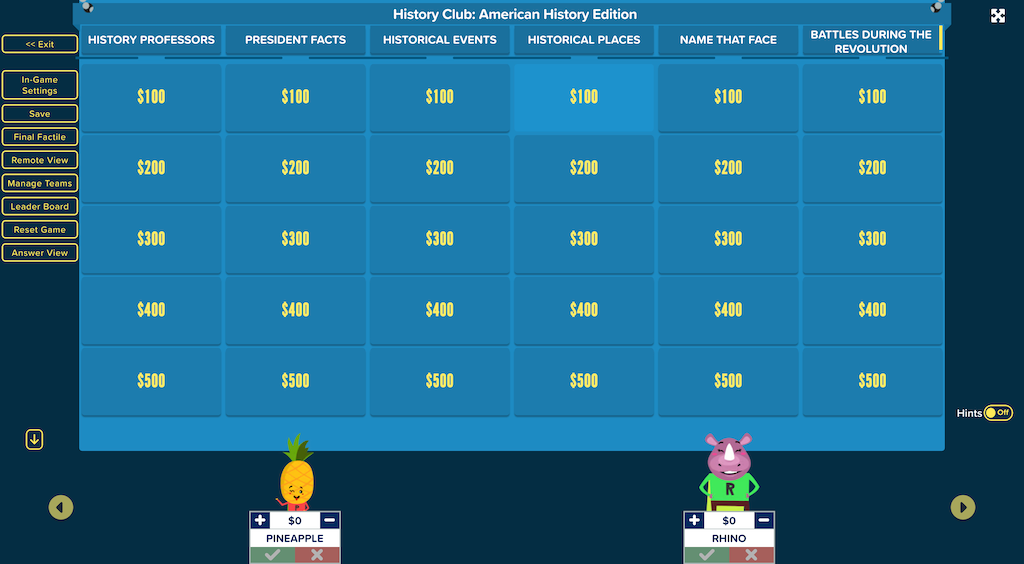 History Club: American History Edition
<< Exit
HISTORY PROFESSORS
PRESIDENT FACTS
HISTORICAL EVENTS
HISTORICAL PLACES
NAME THAT FACE
BATTLES DURING THE
REVOLUTION
In-Game
Settings
Save
Final Factile
Remote View
Manage Teams
Leader Board
Reset Game
Answer View
$100 $100 $100 $100 $100 $100
$200 $200 $200 $200 $200 $200
$300 $300 $300 $300 $300 $300
$400 $400 $400 $400 $400 $400
$500 $500 $500 $500 $500 $500
Hints Off
R
+ $0 −
PINEAPPLE
+ $0 −
RHINO